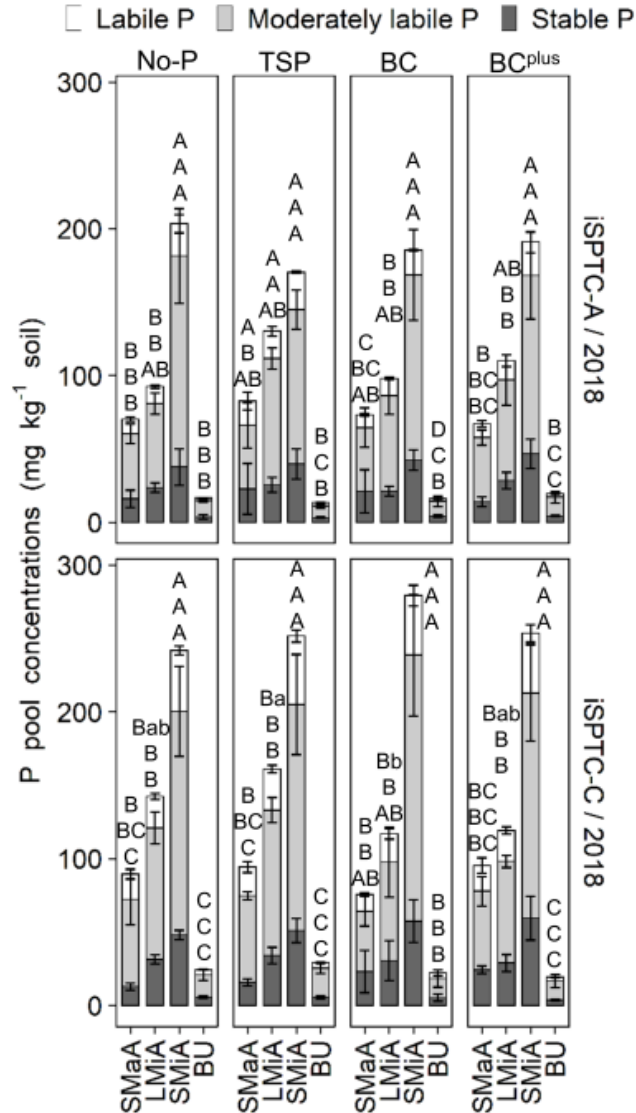 Labile P Moderately labile P Stable P
No-P TSP BC BCplus
P pool concentrations (mg kg-1 soil)
300
200
100
0
A
A
A
B
B
AB
B
B
B
B
B
B
A
A
A
A
A
AB
A
B
AB
B
C
B
A
A
A
B
B
AB
C
BC
AB
D
C
B
A
A
A
AB
B
B
B
BC
BC
B
C
C
iSPTC-A / 2018
300
200
100
0
A
A
A
Bab
B
B
B
BC
C
C
C
C
A
A
A
Ba
B
B
B
BC
C
C
C
C
A
A
A
Bb
B
AB
B
B
AB
B
B
B
A
A
A
Bab
B
B
BC
BC
BC
C
C
C
iSPTC-C / 2018
SMaA LMiA SMiA BU SMaA LMiA SMiA BU SMaA LMiA SMiA BU SMaA LMiA SMiA BU